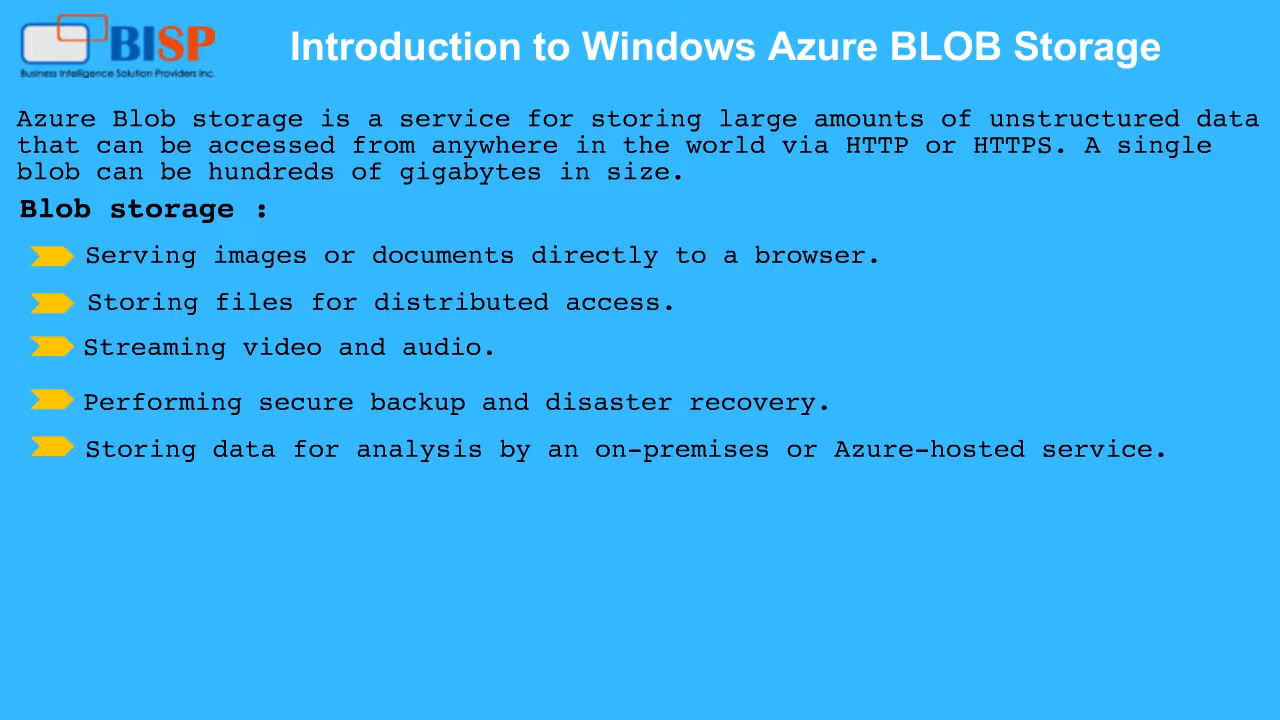 BISP
Business Intelligence Solution Providers Inc.
Introduction to Windows Azure BLOB Storage
Azure Blob storage is a service for storing large amounts of unstructured data
that can be accessed from anywhere in the world via HTTP or HTTPS. A single
blob can be hundreds of gigabytes in size.
Blob storage :
Serving images or documents directly to a browser.
Storing files for distributed access.
Streaming video and audio.
Performing secure backup and disaster recovery.
Storing data for analysis by an on-premises or Azure-hosted service.